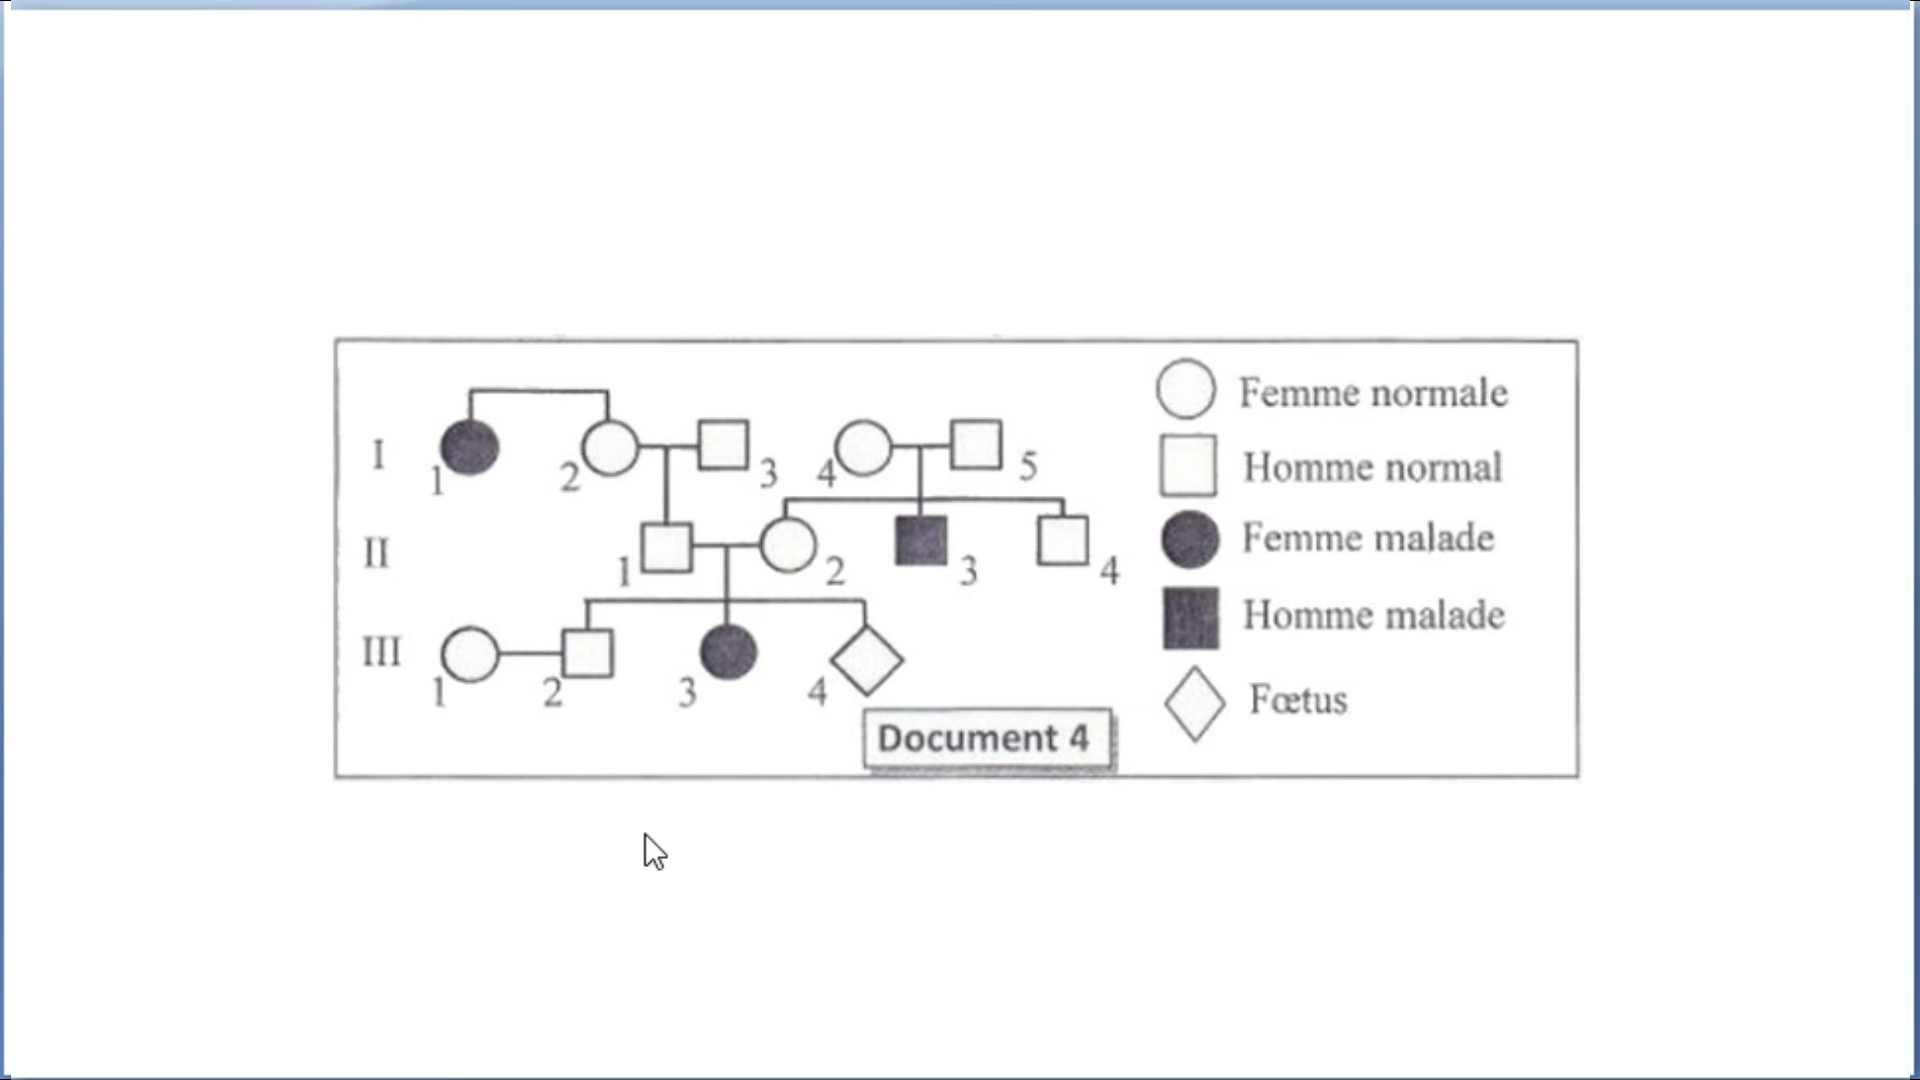 Femme normale
I
1 2 3 4 5
Homme normal
II
1 2 3 4
Femme malade
Homme malade
III
1 2 3 4
Fœtus
Document 4